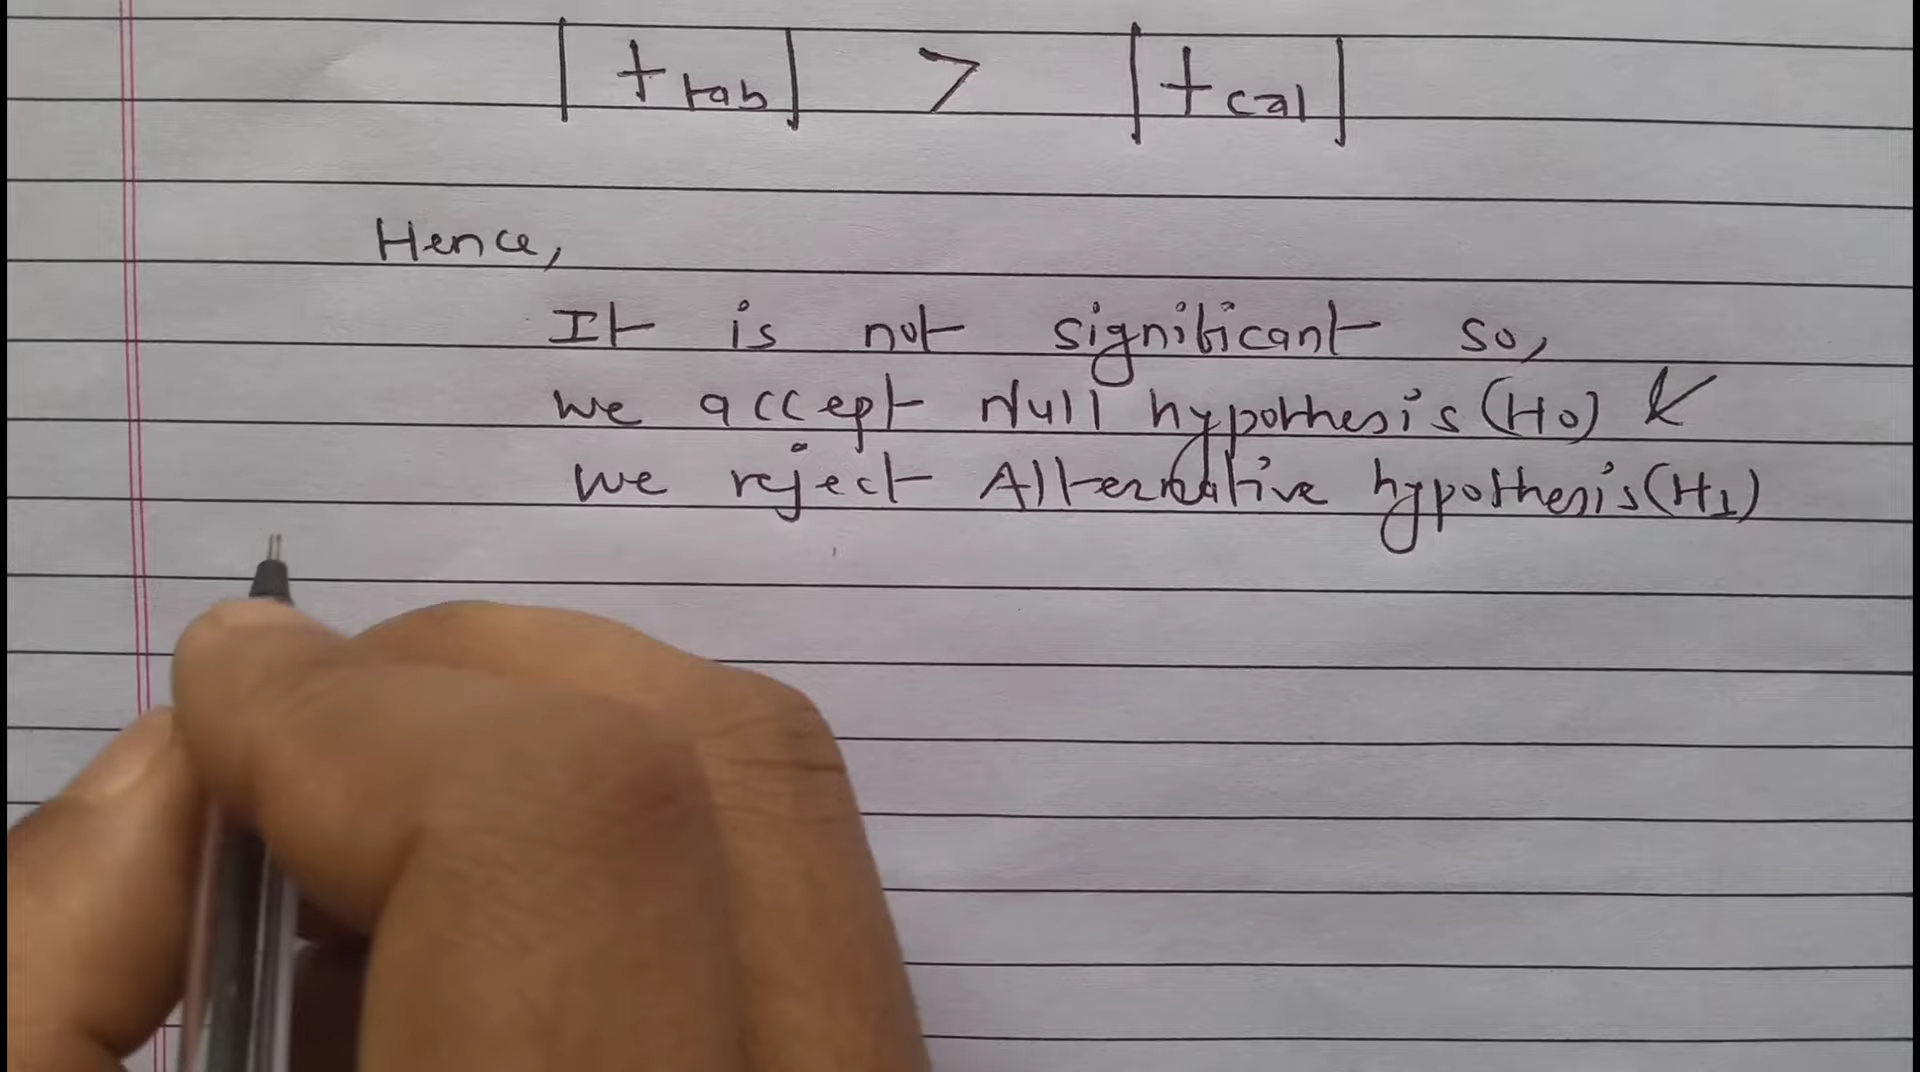 |t tab| > |t cal|
Hence,
It is not significant so,
we accept Null hypothesis (H0) &
we reject Alternative hypothesis (H1)